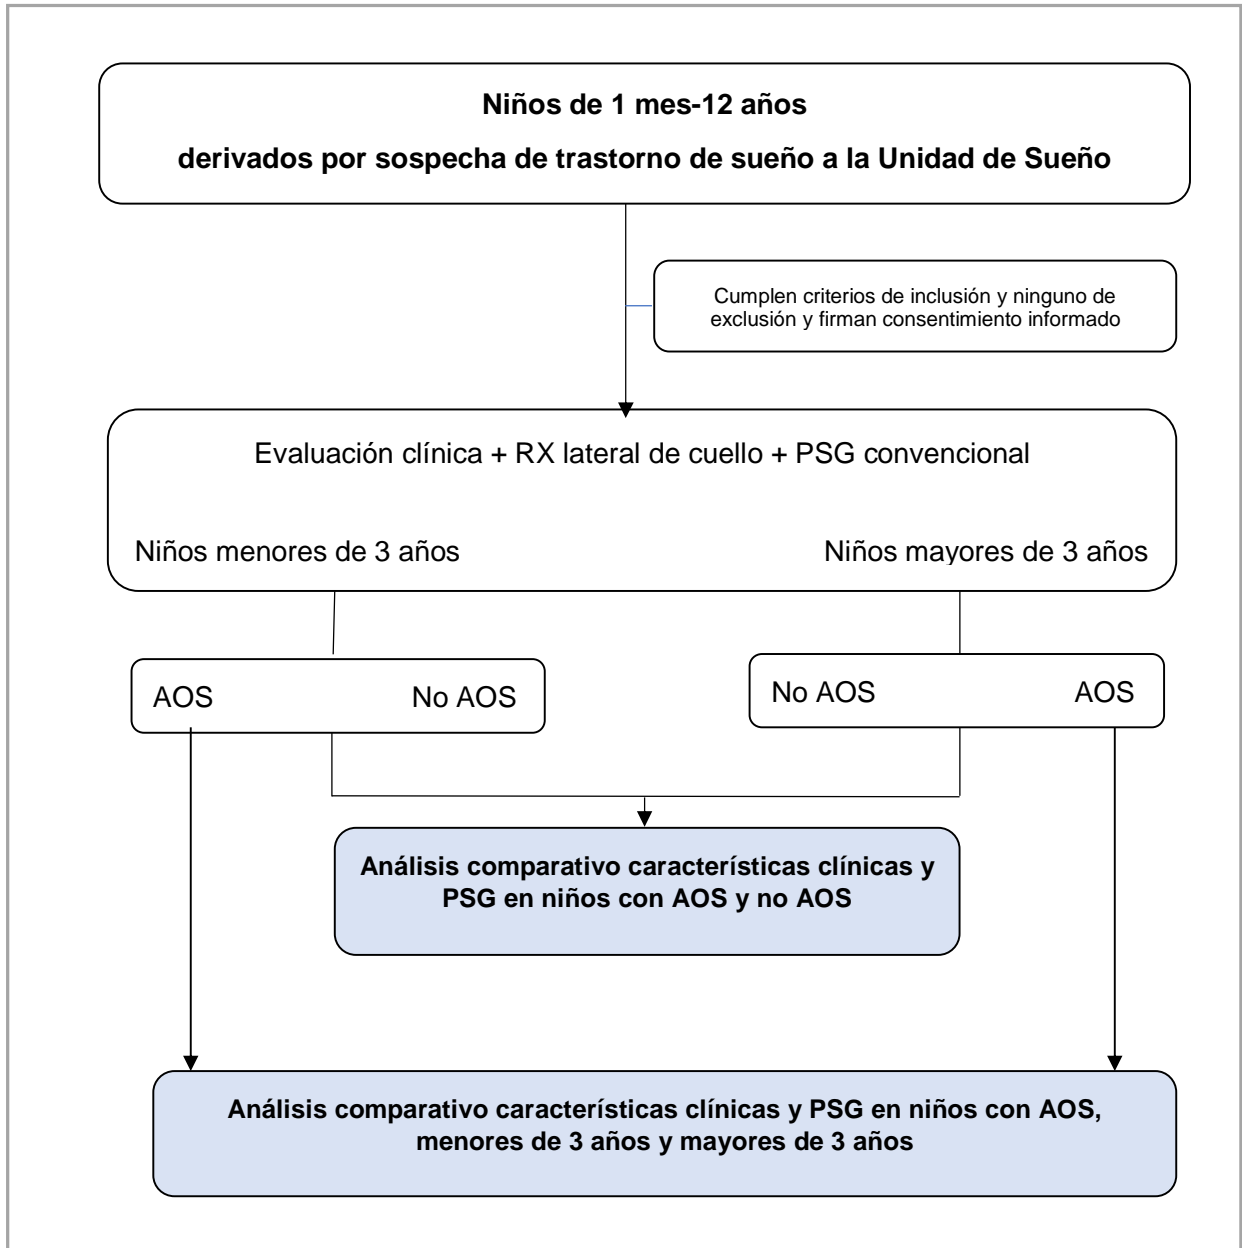 Niños de 1 mes-12 años
derivados por sospecha de trastorno de sueño a la Unidad de Sueño
Cumplen criterios de inclusión y ninguno de
exclusión y firman consentimiento informado
Evaluación clínica + RX lateral de cuello + PSG convencional
Niños menores de 3 años
Niños mayores de 3 años
AOS
No AOS
No AOS
AOS
Análisis comparativo características clínicas y
PSG en niños con AOS y no AOS
Análisis comparativo características clínicas y PSG en niños con AOS,
menores de 3 años y mayores de 3 años